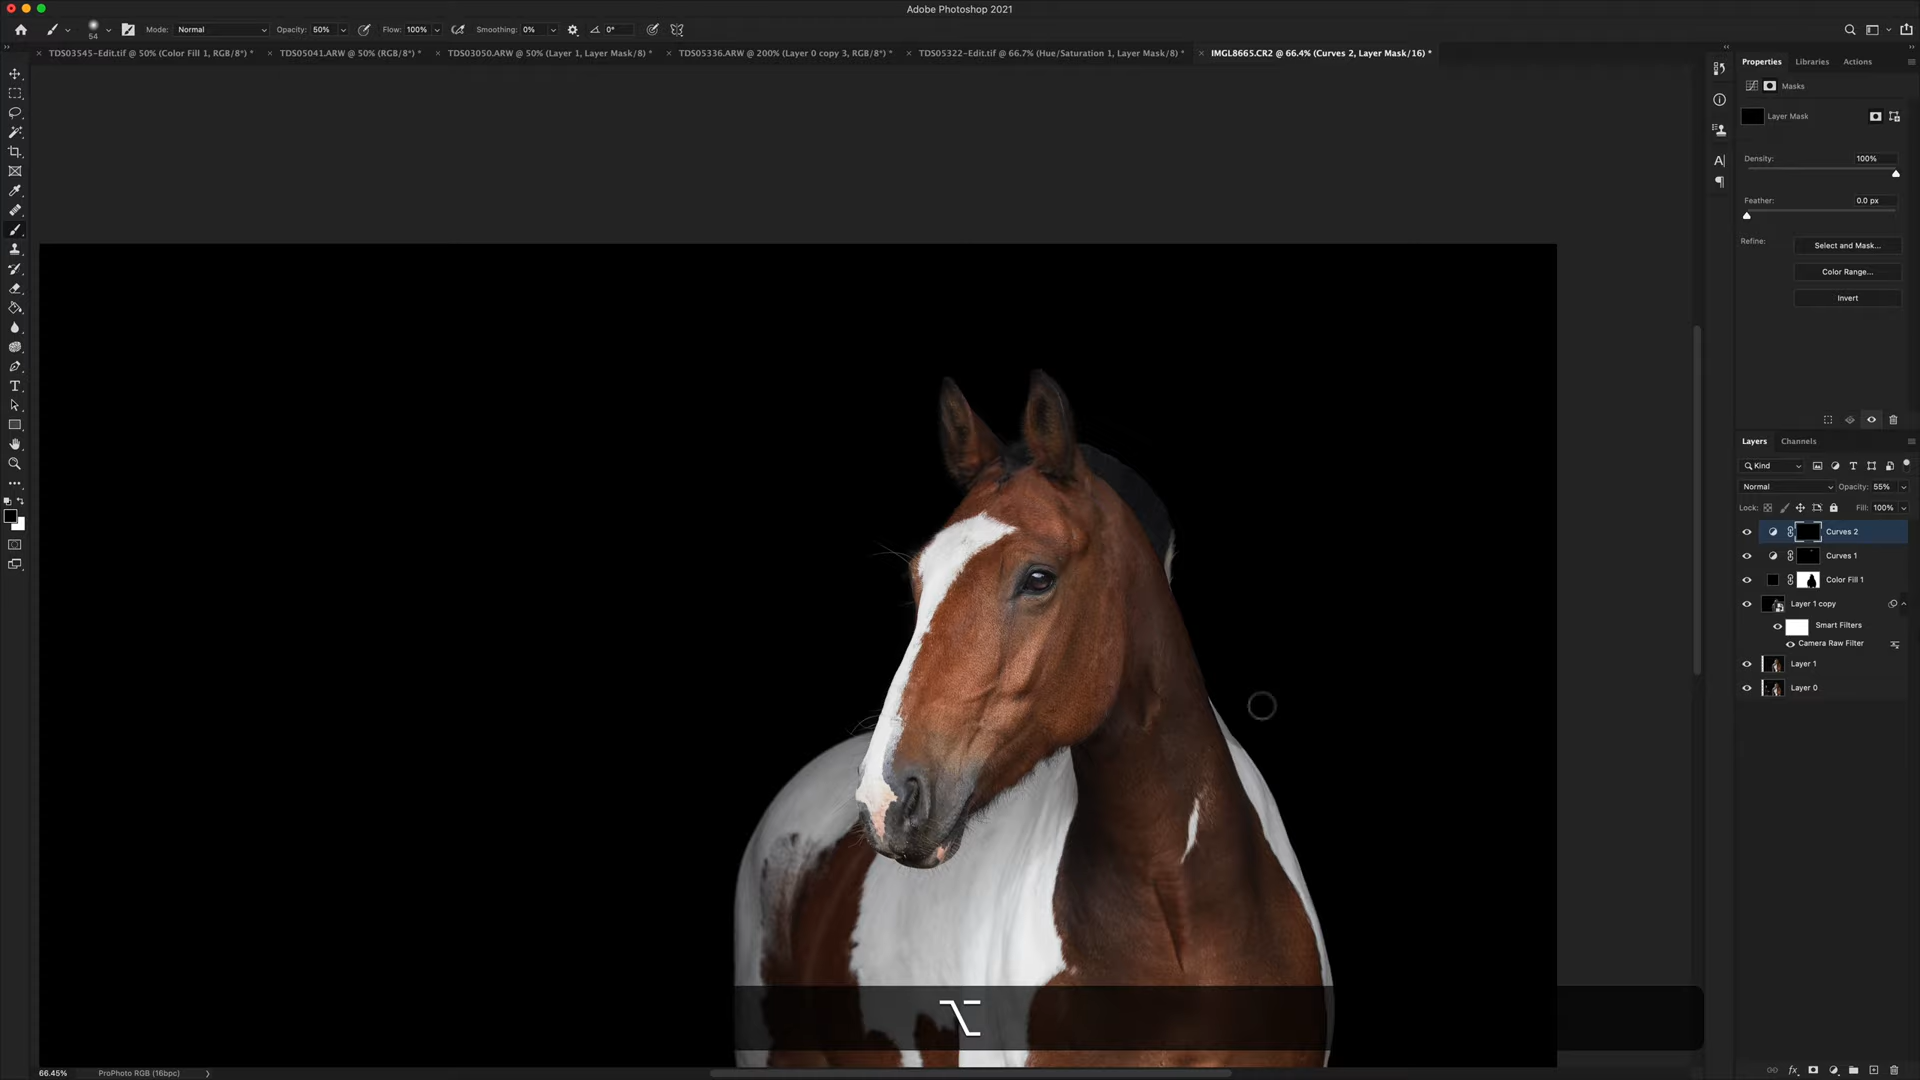 Adobe Photoshop 2021
54
Mode: Normal
Opacity: 50%
Flow: 100%
Smoothing: 0%
0°
TDS03545-Edit.tif @ 50% (Color Fill 1, RGB/8*) *
TDS05041.ARW @ 50% (RGB/8*) *
TDS03050.ARW @ 50% (Layer 1, Layer Mask/8) *
TDS05336.ARW @ 200% (Layer 0 copy 3, RGB/8*) *
TDS05322-Edit.tif @ 66.7% (Hue/Saturation 1, Layer Mask/8) *
IMGL8665.CR2 @ 66.4% (Curves 2, Layer Mask/16) *
Properties
Libraries
Actions
Masks
Layer Mask
Density:
100%
Feather:
0.0 px
Refine:
Select and Mask...
Color Range...
Invert
Layers
Channels
Kind
Normal
Opacity: 55%
Lock:
Fill: 100%
Curves 2
Curves 1
Color Fill 1
Layer 1 copy
Smart Filters
Camera Raw Filter
Layer 1
Layer 0
66.45%
ProPhoto RGB (16bpc)